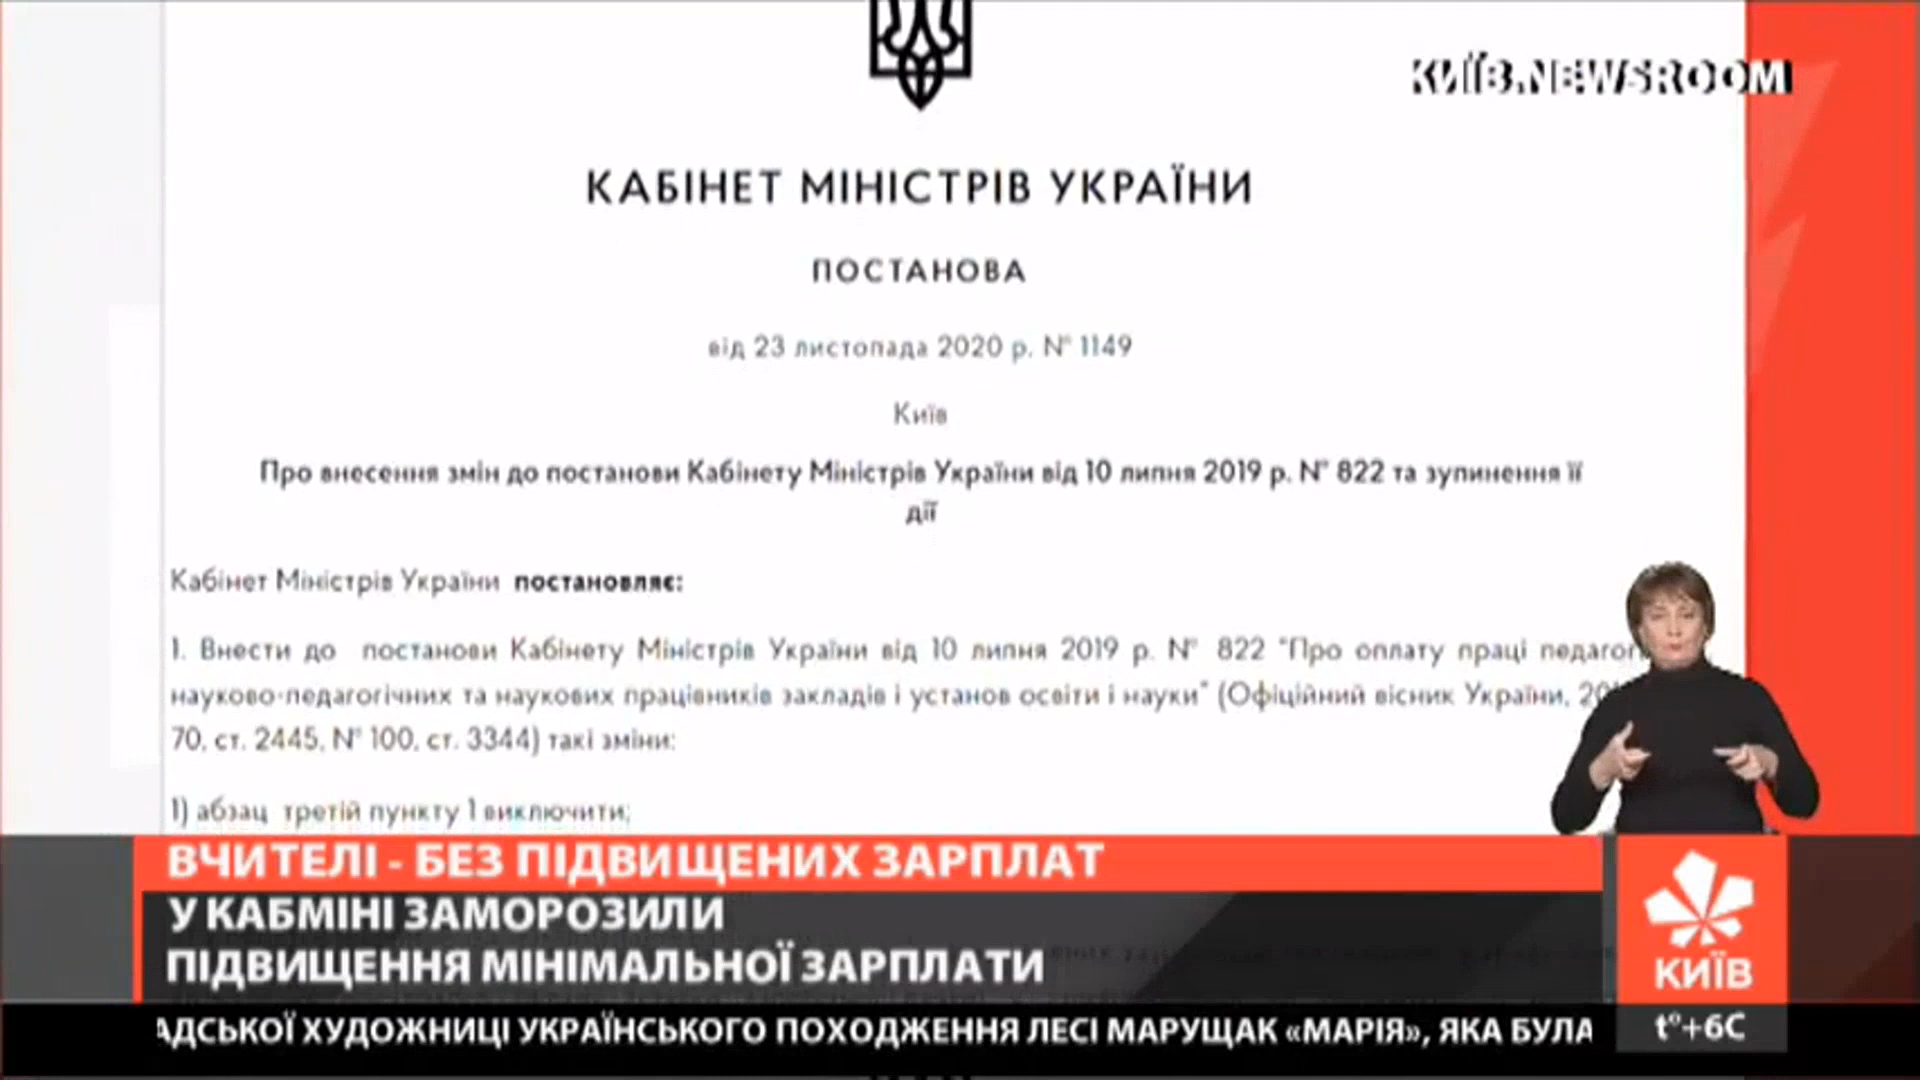 КИЇВ.NEWSROOM
КАБІНЕТ МІНІСТРІВ УКРАЇНИ
ПОСТАНОВА
від 23 листопада 2020 р. № 1149
Київ
Про внесення змін до постанови Кабінету Міністрів України від 10 липня 2019 р. № 822 та зупинення її
дії
Кабінет Міністрів України постановляє:
1. Внести до постанови Кабінету Міністрів України від 10 липня 2019 р. № 822 "Про оплату праці педагог
науково-педагогічних та наукових працівників закладів і установ освіти і науки" (Офіційний вісник України, 20
70, ст. 2445, № 100, ст. 3344) такі зміни:
1) абзац третій пункту 1 виключити;
ВЧИТЕЛІ - БЕЗ ПІДВИЩЕНИХ ЗАРПЛАТ
У КАБМІНІ ЗАМОРОЗИЛИ
ПІДВИЩЕННЯ МІНІМАЛЬНОЇ ЗАРПЛАТИ
КИЇВ
АДСЬКОЇ ХУДОЖНИЦІ УКРАЇНСЬКОГО ПОХОДЖЕННЯ ЛЕСІ МАРУЩАК «МАРІЯ», ЯКА БУЛА
t°+6C